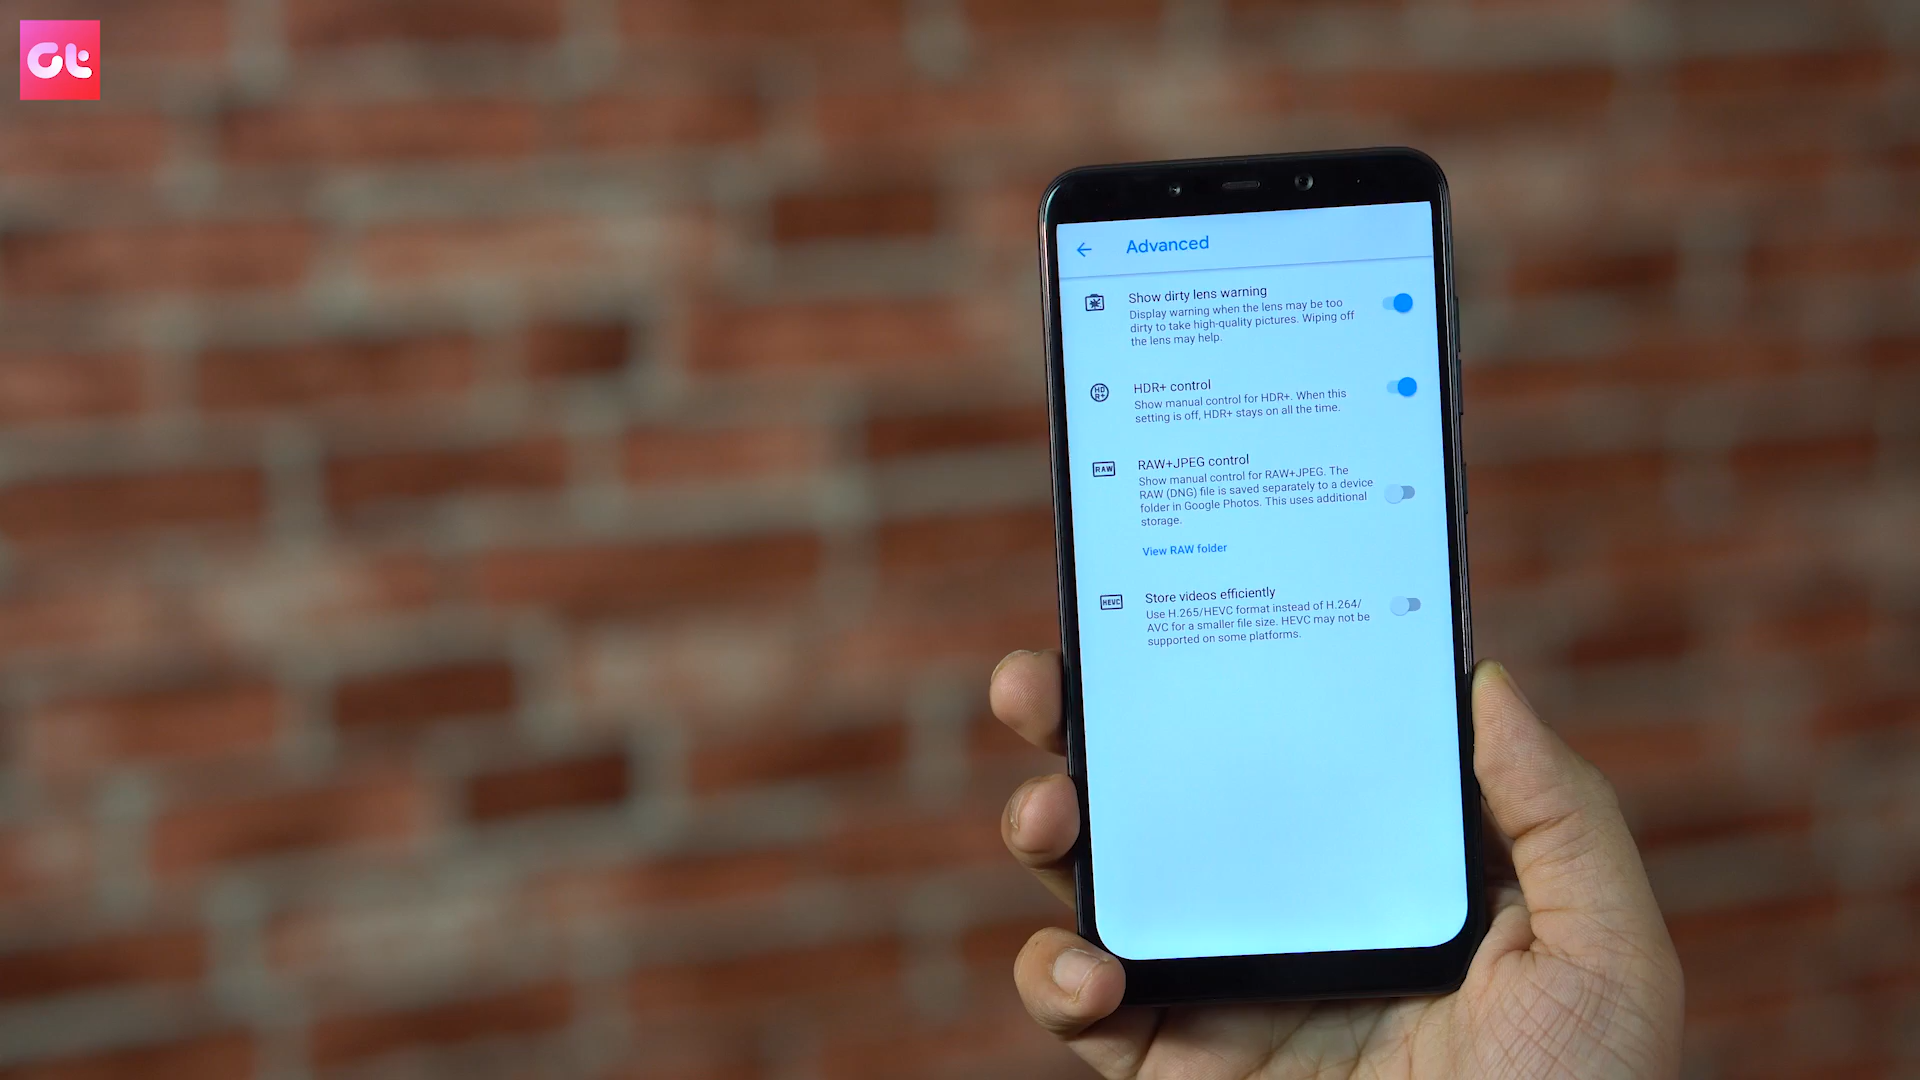 Gt
Advanced
Show dirty lens warning
Display warning when the lens may be too
dirty to take high-quality pictures. Wiping off
the lens may help.
HD
R+
HDR+ control
Show manual control for HDR+. When this
setting is off, HDR+ stays on all the time.
RAW
RAW+JPEG control
Show manual control for RAW+JPEG. The
RAW (DNG) file is saved separately to a device
folder in Google Photos. This uses additional
storage.
View RAW folder
HEVC
Store videos efficiently
Use H.265/HEVC format instead of H.264/
AVC for a smaller file size. HEVC may not be
supported on some platforms.